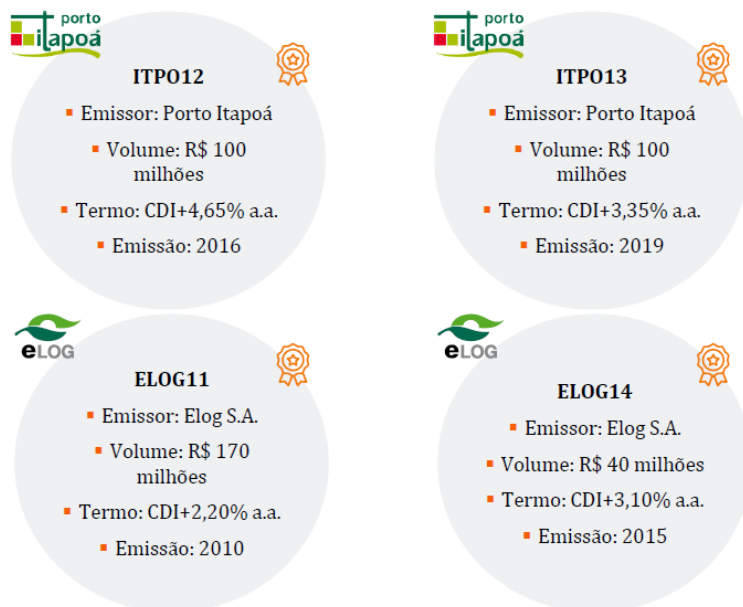 porto
itapoá
ITPO12
▪ Emissor: Porto Itapoá
▪ Volume: R$ 100
milhões
▪ Termo: CDI+4,65% a.a.
▪ Emissão: 2016
porto
itapoá
ITPO13
▪ Emissor: Porto Itapoá
▪ Volume: R$ 100
milhões
▪ Termo: CDI+3,35% a.a.
▪ Emissão: 2019
eLOG
ELOG11
▪ Emissor: Elog S.A.
▪ Volume: R$ 170
milhões
▪ Termo: CDI+2,20% a.a.
▪ Emissão: 2010
eLOG
ELOG14
▪ Emissor: Elog S.A.
▪ Volume: R$ 40 milhões
▪ Termo: CDI+3,10% a.a.
▪ Emissão: 2015